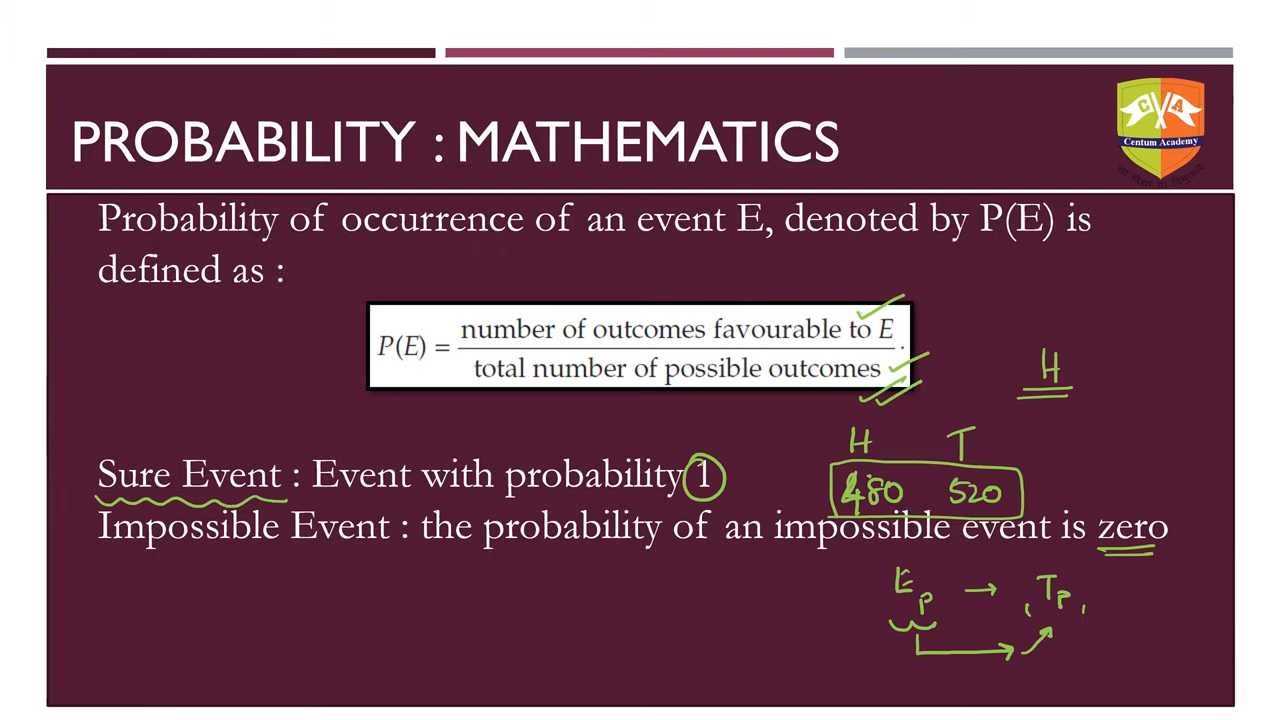 C A
Centum Academy
PROBABILITY : MATHEMATICS
Probability of occurrence of an event E, denoted by P(E) is
defined as :
P(E) = number of outcomes favourable to E
total number of possible outcomes .
H
H T
Sure Event : Event with probability 1
480 520
Impossible Event : the probability of an impossible event is zero
E_P → T_P